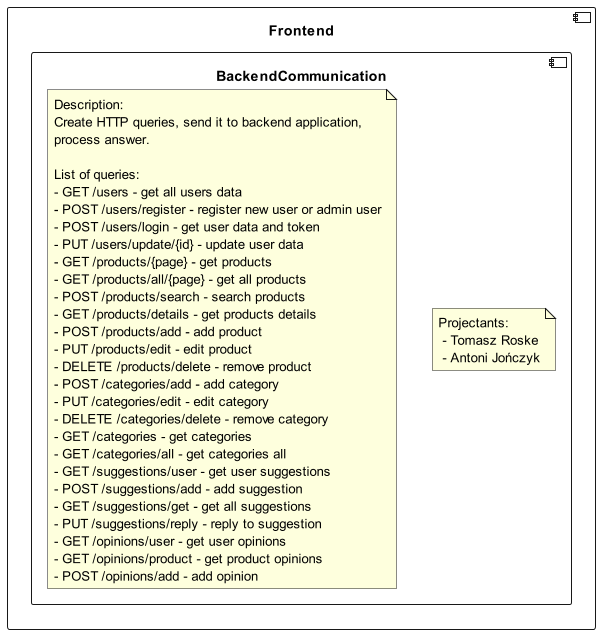 Frontend
BackendCommunication
Description:
Create HTTP queries, send it to backend application,
process answer.
List of queries:
- GET /users - get all users data
- POST /users/register - register new user or admin user
- POST /users/login - get user data and token
- PUT /users/update/{id} - update user data
- GET /products/{page} - get products
- GET /products/all/{page} - get all products
- POST /products/search - search products
- GET /products/details - get products details
- POST /products/add - add product
- PUT /products/edit - edit product
- DELETE /products/delete - remove product
- POST /categories/add - add category
- PUT /categories/edit - edit category
- DELETE /categories/delete - remove category
- GET /categories - get categories
- GET /categories/all - get categories all
- GET /suggestions/user - get user suggestions
- POST /suggestions/add - add suggestion
- GET /suggestions/get - get all suggestions
- PUT /suggestions/reply - reply to suggestion
- GET /opinions/user - get user opinions
- GET /opinions/product - get product opinions
- POST /opinions/add - add opinion
Projectants:
- Tomasz Roske
- Antoni Jończyk